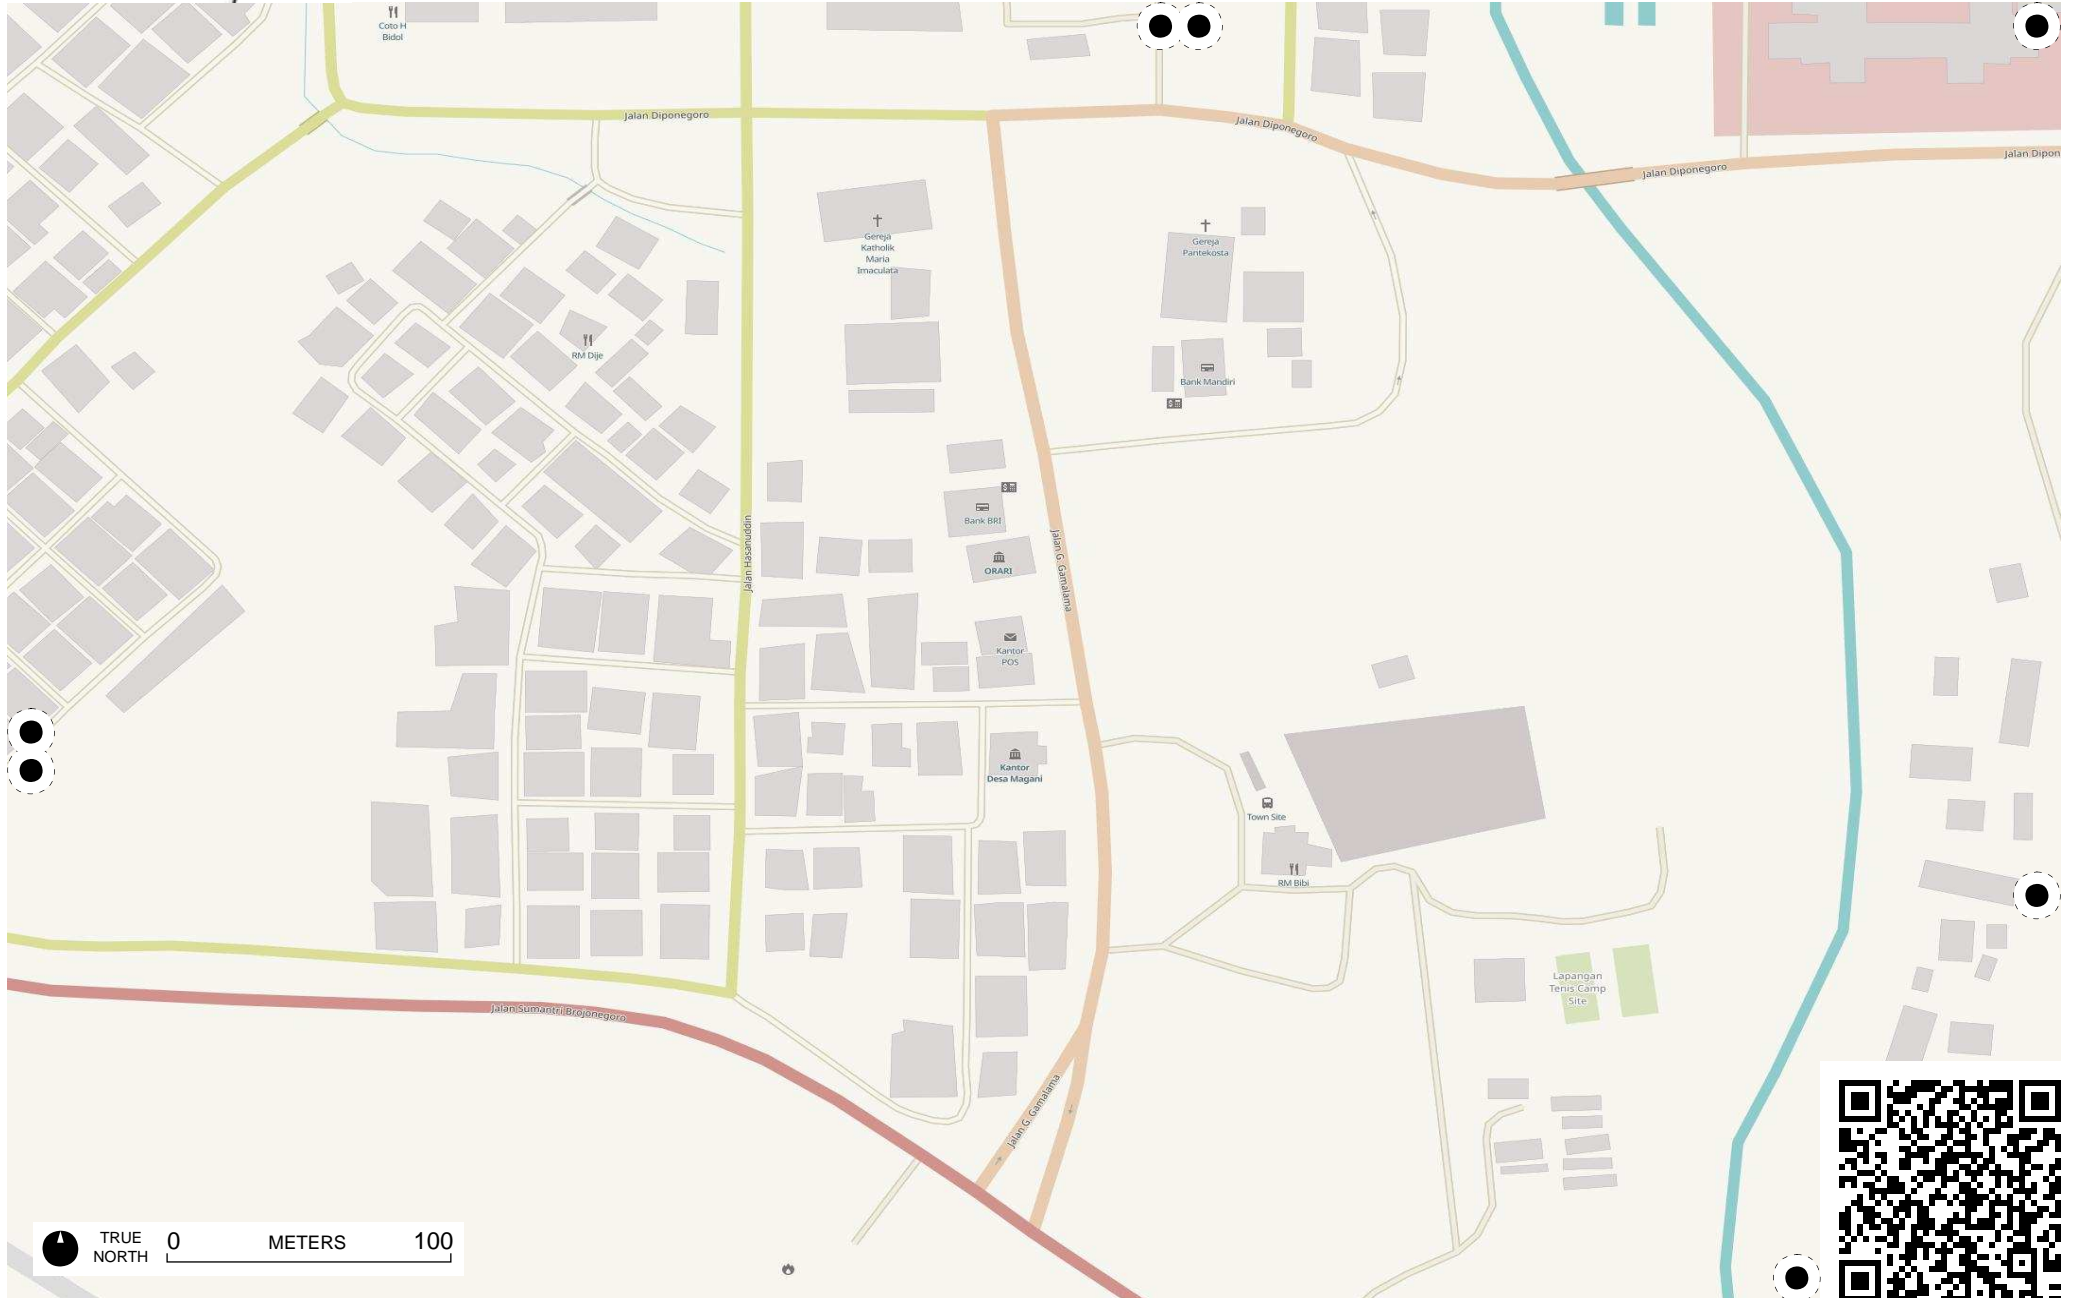 Coto H
Bidol
Jalan Diponegoro
Jalan Diponegoro
Jalan Diponegoro
Jalan Dipon
Gereja
Katholik
Maria
Imaculata
Gereja
Pantekosta
RM Dije
Bank Mandiri
Bank BRI
ORARI
Jalan Hasanuddin
Jalan G. Gamalama
Kantor
POS
Kantor
Desa Magani
Town Site
RM Bibi
Lapangan
Tenis Camp
Site
Jalan Sumantri Brojonegoro
Jalan G. Gamalama
TRUE
NORTH
0 METERS 100